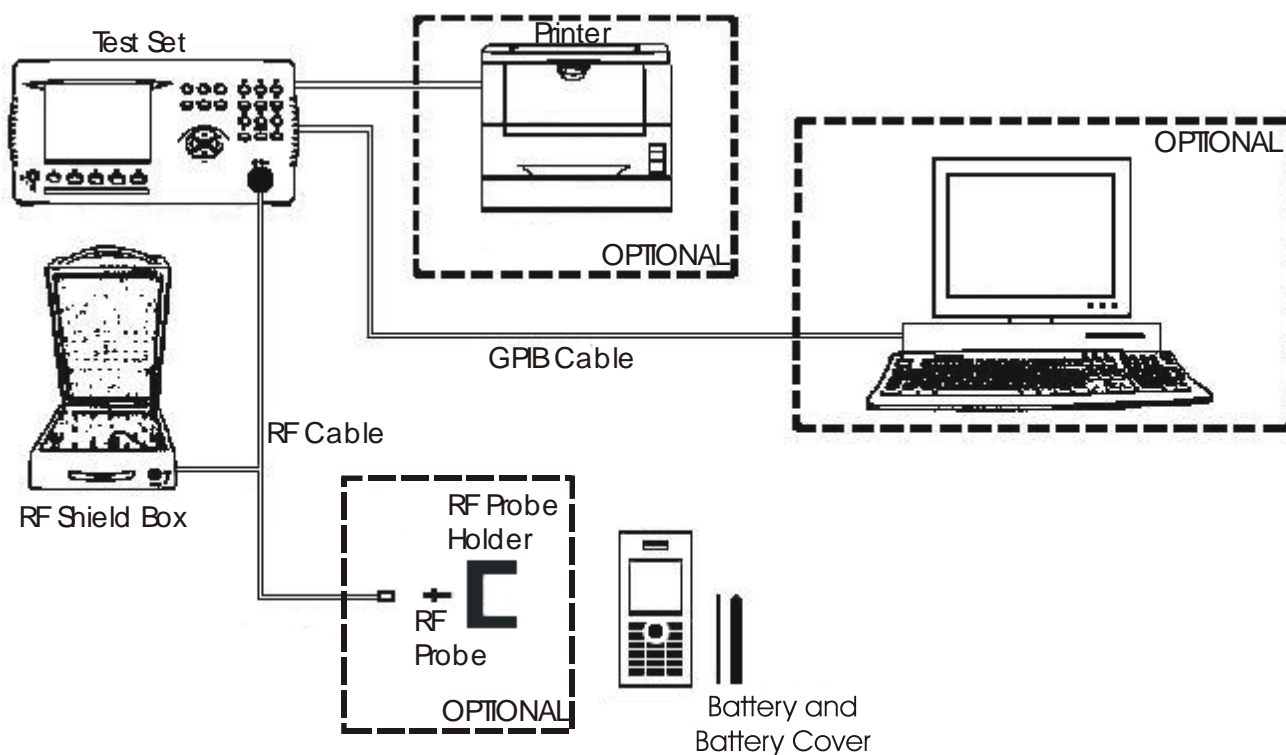 Test Set
Printer
OPTIONAL
OPTIONAL
GPIB Cable
RF Cable
RF Shield Box
RF Probe
Holder
RF
Probe
OPTIONAL
Battery and
Battery Cover